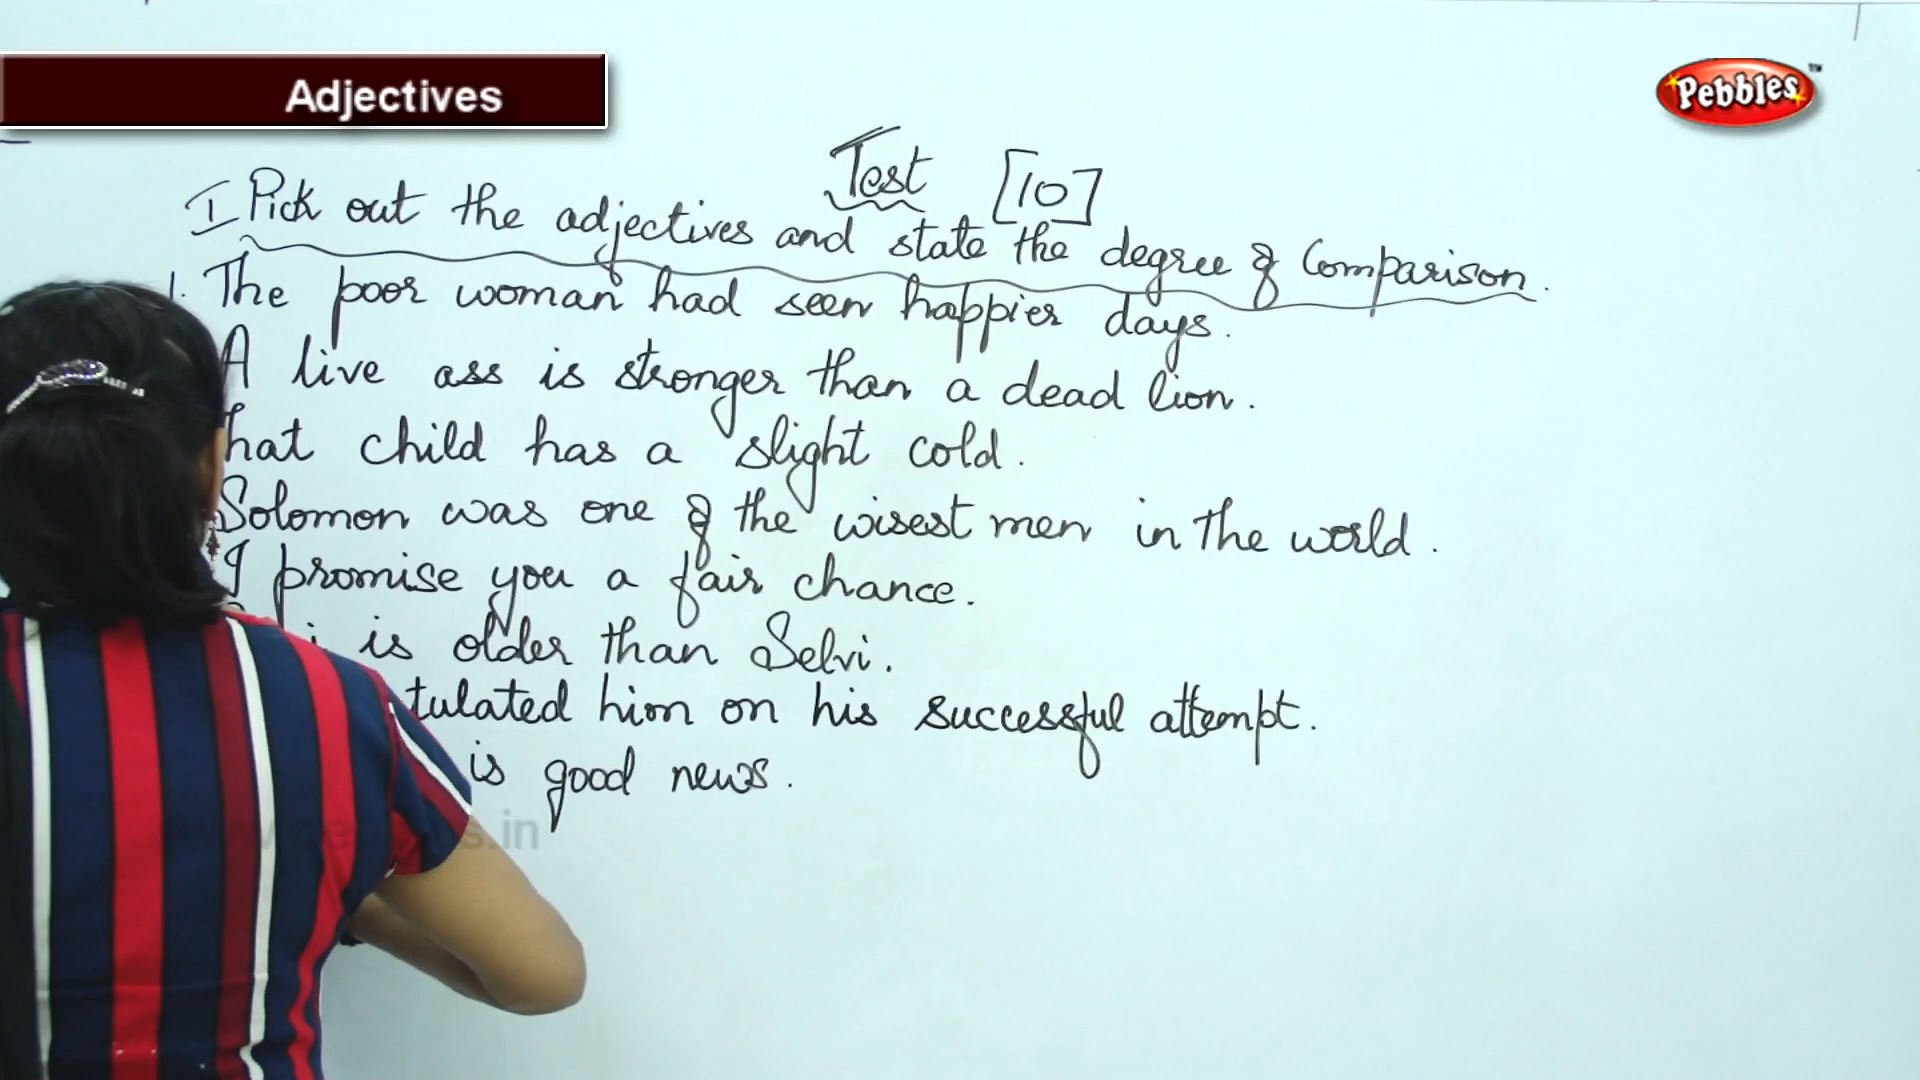 Adjectives
Pebbles™
Test [10]
I Pick out the adjectives and state the degree of Comparison.
1. The poor woman had seen happier days.
A live ass is stronger than a dead lion.
hat child has a slight cold.
Solomon was one of the wisest men in the world.
I promise you a fair chance.
is older than Selvi.
tulated him on his successful attempt.
is good news.
s.in